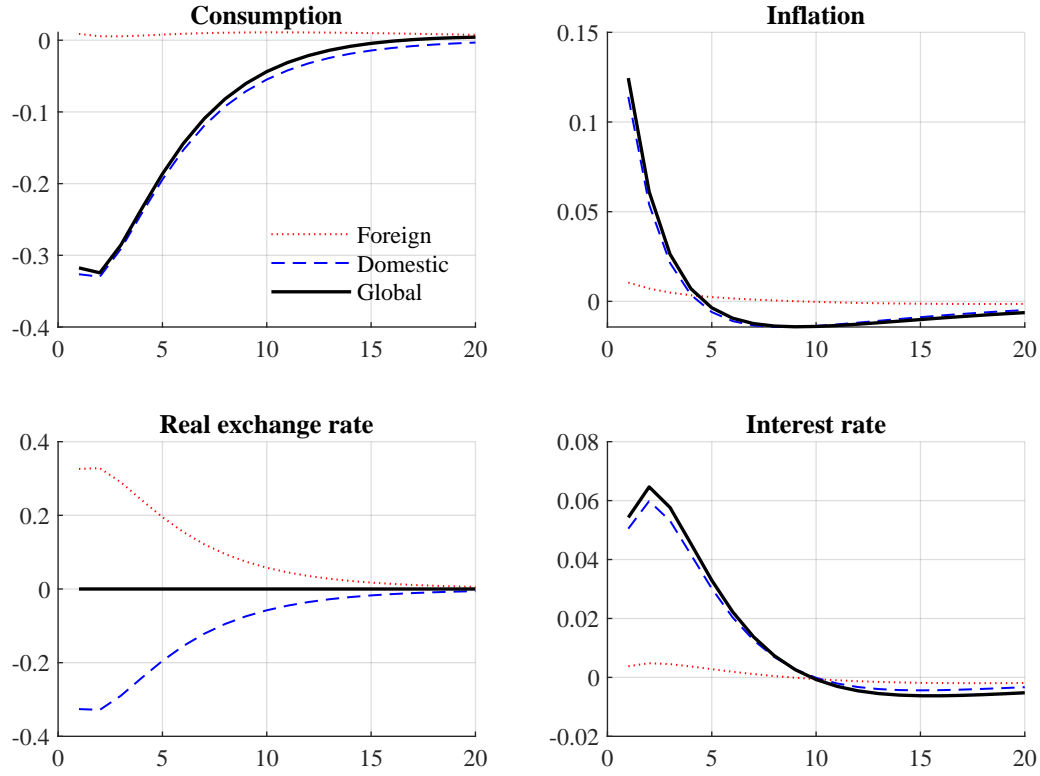 Consumption
0
-0.1
-0.2
-0.3
-0.4
0 5 10 15 20
Foreign
Domestic
Global
Inflation
0.15
0.1
0.05
0
0 5 10 15 20
Real exchange rate
0.4
0.2
0
-0.2
-0.4
0 5 10 15 20
Interest rate
0.08
0.06
0.04
0.02
0
-0.02
0 5 10 15 20